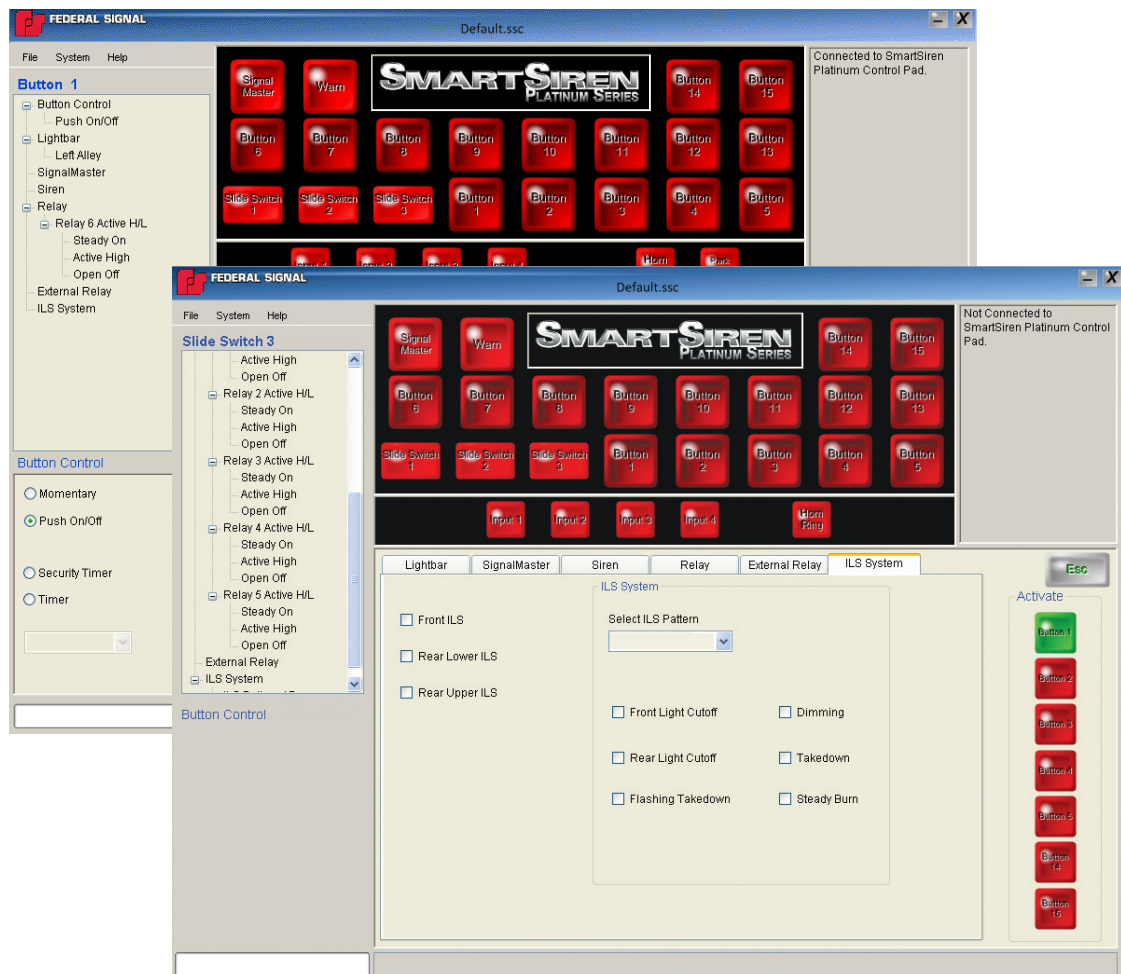 FEDERAL SIGNAL
Default.ssc
File System Help
Button 1
Button Control
Push On/Off
Lightbar
Left Alley
SignalMaster
Siren
Relay
Relay 6 Active H/L
Steady On
Active High
Open Off
External Relay
ILS System
Signal Master
Warn
SMARTSIREN
PLATINUM SERIES
Button 14
Button 15
Button 6
Button 7
Button 8
Button 9
Button 10
Button 11
Button 12
Button 13
Slide Switch 1
Slide Switch 2
Slide Switch 3
Button 1
Button 2
Button 3
Button 4
Button 5
Input 1
Input 2
Input 3
Input 4
Horn
Park
Connected to SmartSiren
Platinum Control Pad.
Button Control
Momentary
Push On/Off
Security Timer
Timer
FEDERAL SIGNAL
Default.ssc
File System Help
Slide Switch 3
Active High
Open Off
Relay 2 Active H/L
Steady On
Active High
Open Off
Relay 3 Active H/L
Steady On
Active High
Open Off
Relay 4 Active H/L
Steady On
Active High
Open Off
Relay 5 Active H/L
Steady On
Active High
Open Off
External Relay
ILS System
Button Control
Signal Master
Warn
SMARTSIREN
PLATINUM SERIES
Button 14
Button 15
Button 6
Button 7
Button 8
Button 9
Button 10
Button 11
Button 12
Button 13
Slide Switch 1
Slide Switch 2
Slide Switch 3
Button 1
Button 2
Button 3
Button 4
Button 5
Input 1
Input 2
Input 3
Input 4
Horn Ring
Not Connected to
SmartSiren Platinum Control
Pad.
Lightbar SignalMaster Siren Relay External Relay ILS System
Front ILS
Rear Lower ILS
Rear Upper ILS
ILS System
Select ILS Pattern
Front Light Cutoff
Dimming
Rear Light Cutoff
Takedown
Flashing Takedown
Steady Burn
Esc
Activate
Button 1
Button 2
Button 3
Button 4
Button 5
Button 14
Button 15